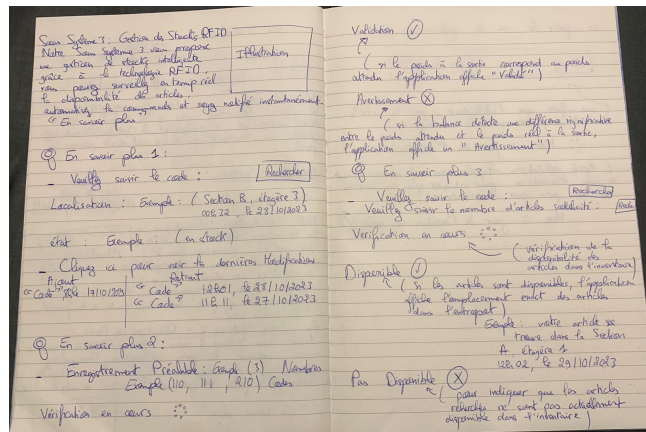 Sous Système 3 : Gestion de Stocks RFID
Notre Sous système 3 vous propose
une gestion de stocks intelligente
grâce à la technologie RFID.
vous pouvez surveiller en temps réel
la disponibilité des articles,
automatisez la commande et soyez notifié instantanément.
"En savoir plus"
Illustration
En savoir plus 1 :
- Veuillez saisir le code :
Rechercher
Localisation : Exemple : (Section B, étagère 3)
00h32, le 28/10/2023
état : Exemple : (en stock)
- Cliquez ici pour voir les dernières Modifications
Ajout
Retrait
"Code" le 17/10/2023
"Code" 12h01, le 28/10/2023
"Code" 11h11, le 27/10/2023
En savoir plus 2 :
- Enregistrement Préalable : Exemple (3) Nombres
Exemple (110, 111, 210) Codes
Vérification en cours
Validation
(si le poids à la sortie correspond au poids
attendu l'application affiche "Validé")
Avertissement
(si la balance détecte une différence significative
entre le poids attendu et le poids réel à la sortie,
l'application affiche un "Avertissement")
En savoir plus 3 :
- Veuillez saisir le code :
Rechercher
- Veuillez saisir le nombre d'articles souhaité.
Vérification en cours
(vérification de la
disponibilité des
articles dans l'inventaire)
Disponible
(Si les articles sont disponibles, l'application
affiche l'emplacement exact des articles
dans l'entrepôt)
Exemple : votre article se
trouve dans la Section
A, étagère 1
12h02, le 29/10/2023
Pas Disponible
(pour indiquer que les articles
recherchés ne sont pas actuellement
disponible dans l'inventaire)